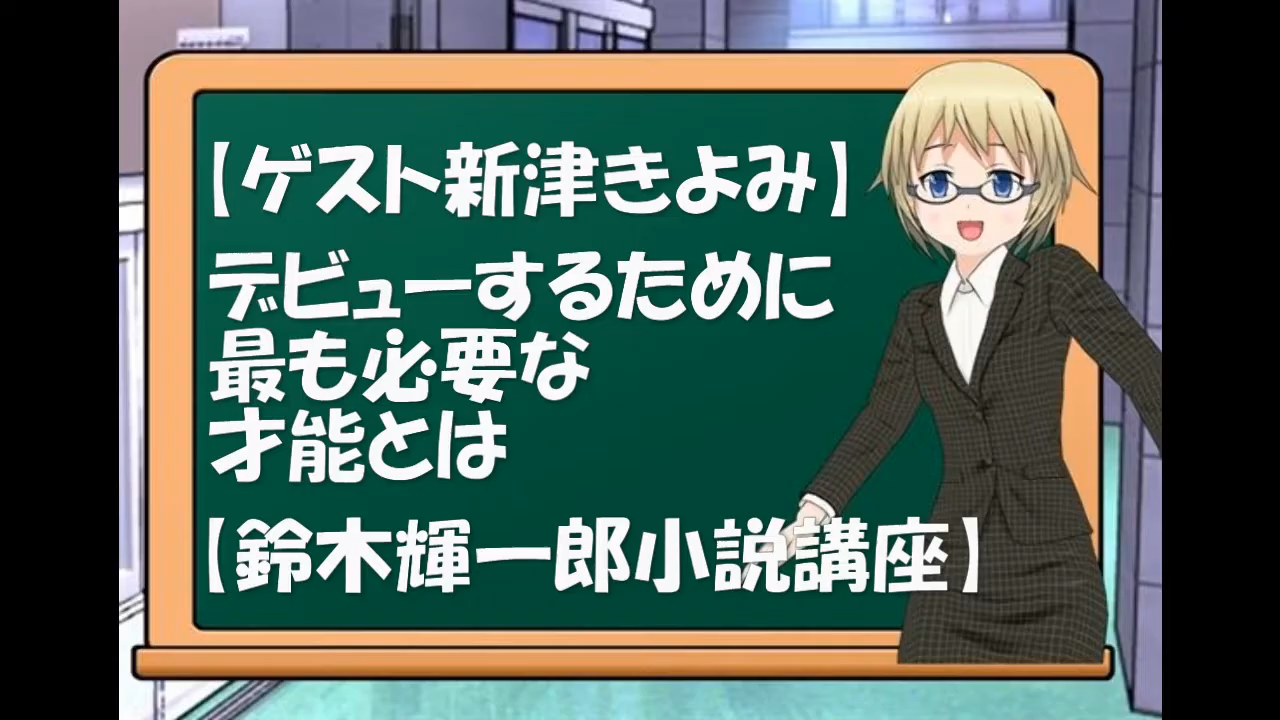 【ゲスト新津きよみ】
デビューするために
最も必要な
才能とは
【鈴木輝一郎小説講座】